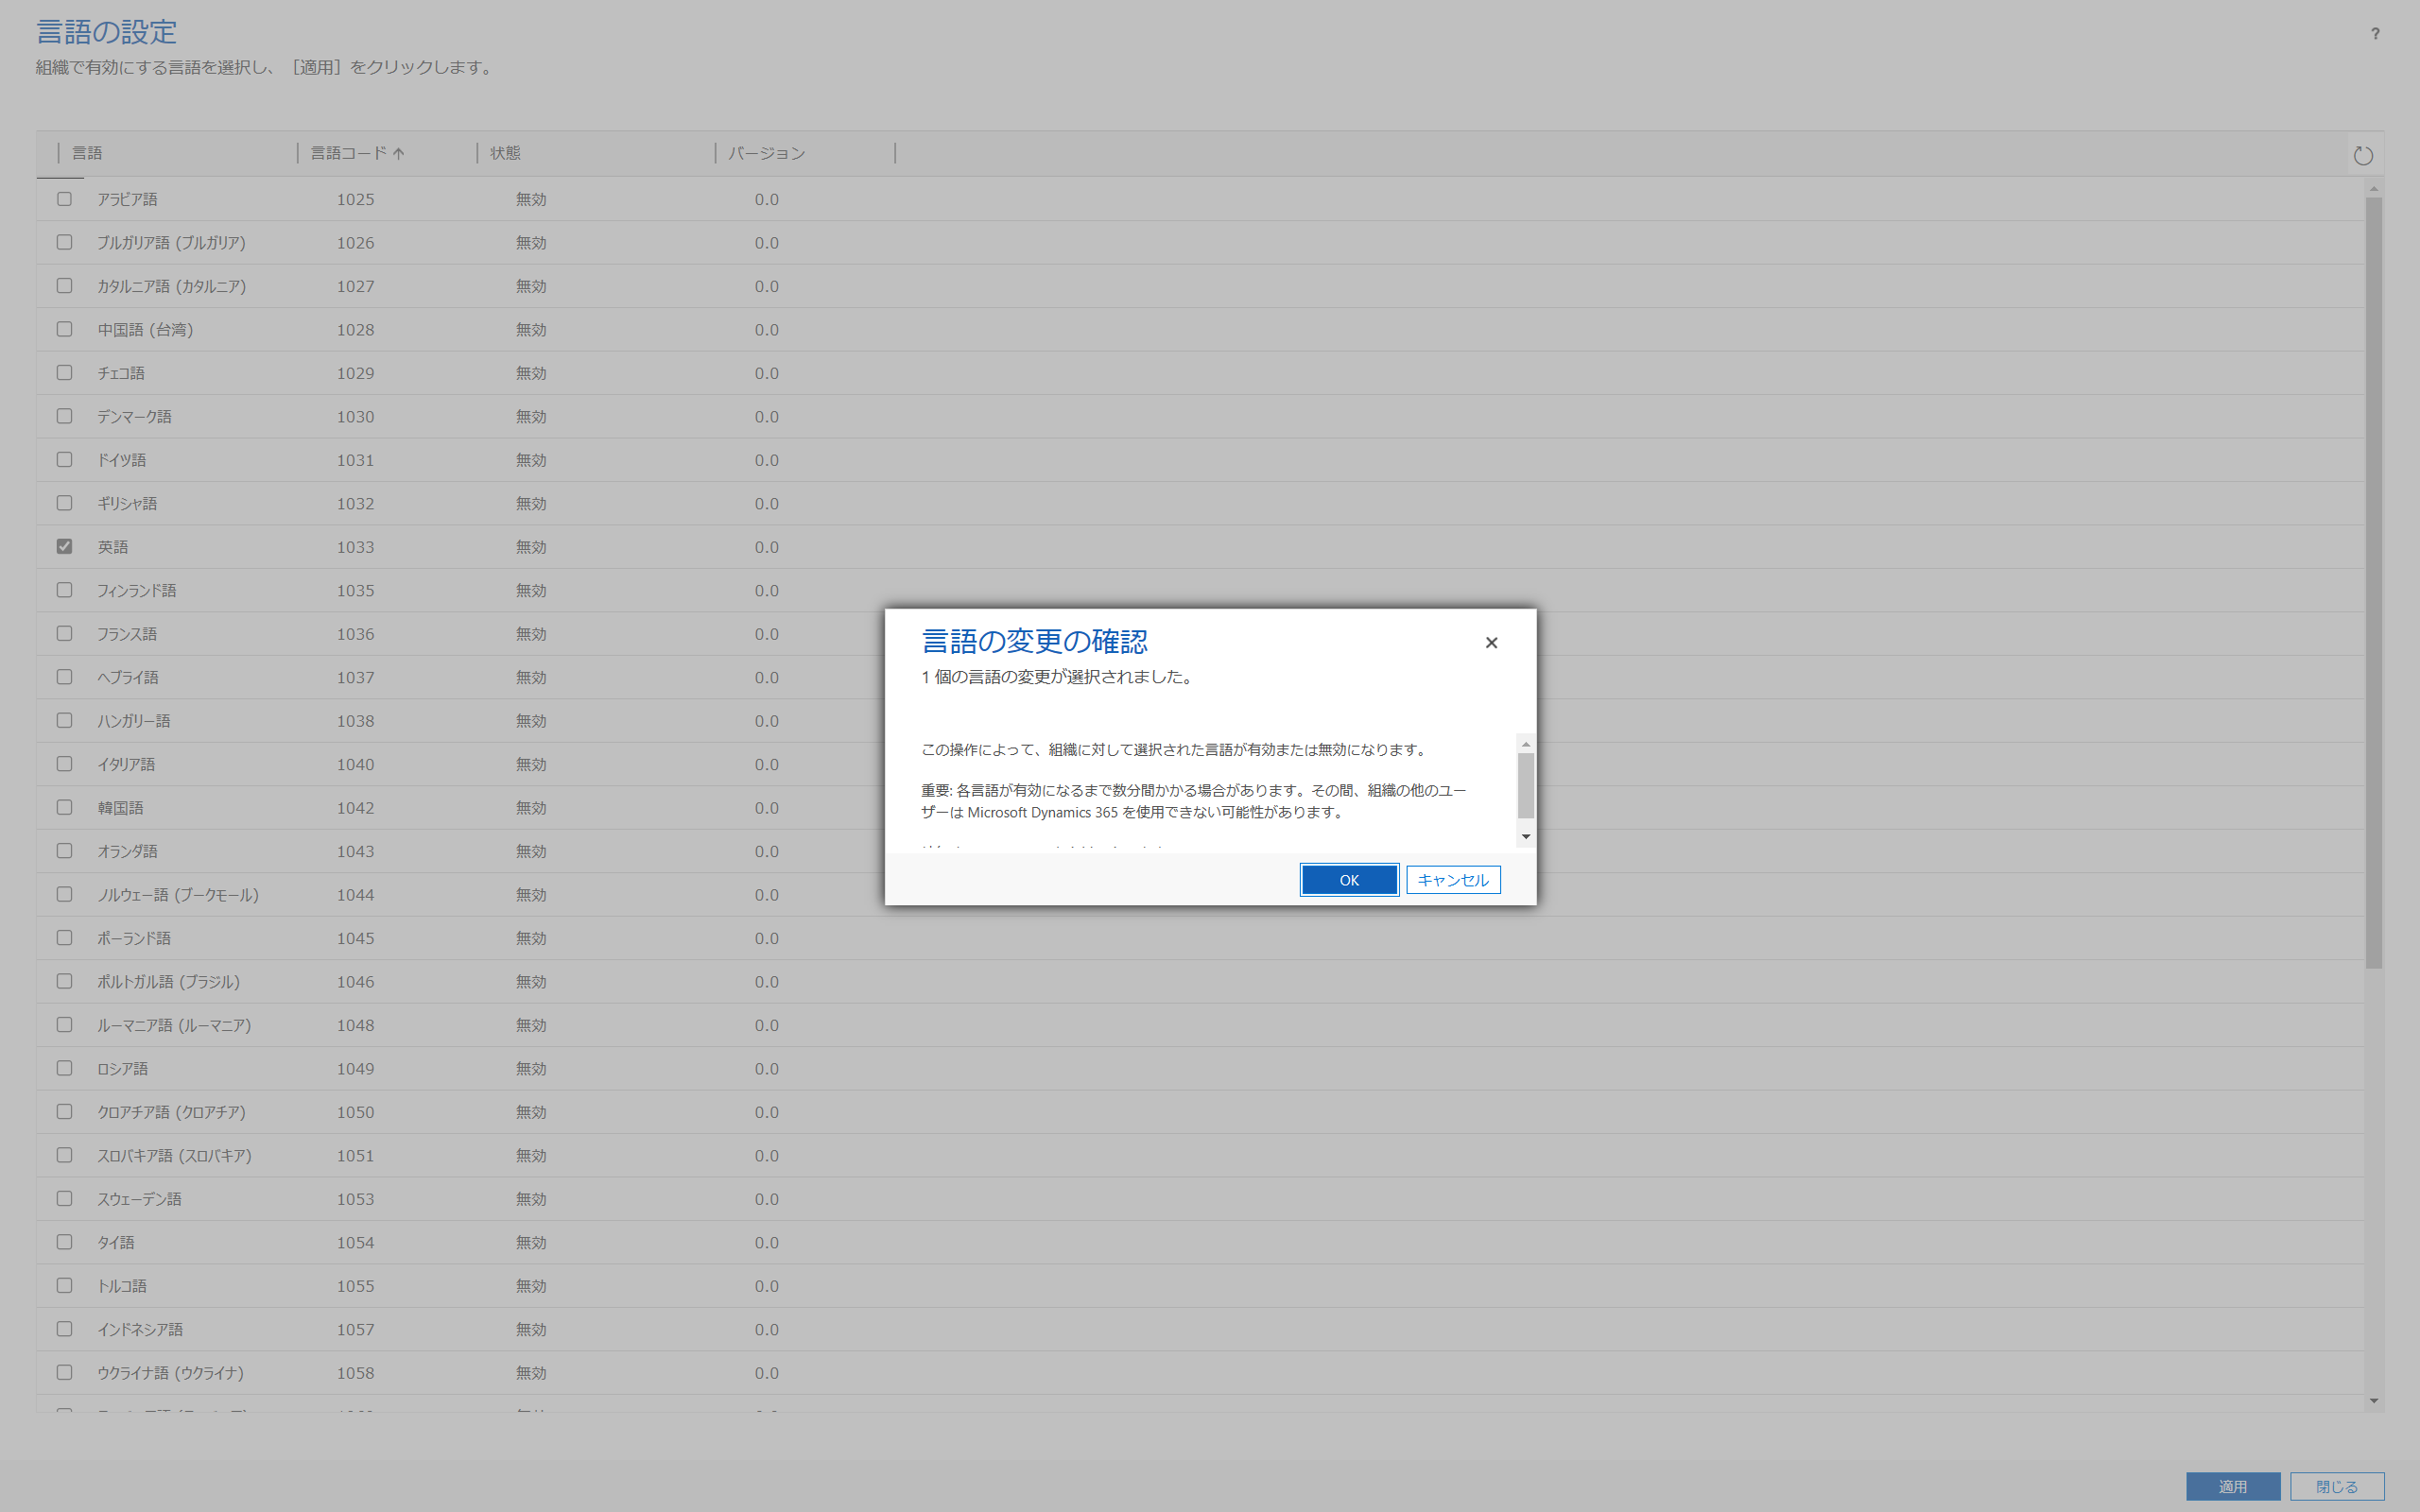 言語の設定
?
組織で有効にする言語を選択し、［適用］をクリックします。
言語 言語コード 状態 バージョン
アラビア語 1025 無効 0.0
ブルガリア語 (ブルガリア) 1026 無効 0.0
カタルニア語 (カタルニア) 1027 無効 0.0
中国語 (台湾) 1028 無効 0.0
チェコ語 1029 無効 0.0
デンマーク語 1030 無効 0.0
ドイツ語 1031 無効 0.0
ギリシャ語 1032 無効 0.0
英語 1033 無効 0.0
フィンランド語 1035 無効 0.0
フランス語 1036 無効 0.0
ヘブライ語 1037 無効 0.0
ハンガリー語 1038 無効 0.0
イタリア語 1040 無効 0.0
韓国語 1042 無効 0.0
オランダ語 1043 無効 0.0
ノルウェー語 (ブークモール) 1044 無効 0.0
ポーランド語 1045 無効 0.0
ポルトガル語 (ブラジル) 1046 無効 0.0
ルーマニア語 (ルーマニア) 1048 無効 0.0
ロシア語 1049 無効 0.0
クロアチア語 (クロアチア) 1050 無効 0.0
スロバキア語 (スロバキア) 1051 無効 0.0
スウェーデン語 1053 無効 0.0
タイ語 1054 無効 0.0
トルコ語 1055 無効 0.0
インドネシア語 1057 無効 0.0
ウクライナ語 (ウクライナ) 1058 無効 0.0
言語の変更の確認
1 個の言語の変更が選択されました。
この操作によって、組織に対して選択された言語が有効または無効になります。
重要: 各言語が有効になるまで数分間かかる場合があります。その間、組織の他のユー
ザーは Microsoft Dynamics 365 を使用できない可能性があります。
OK キャンセル
適用 閉じる